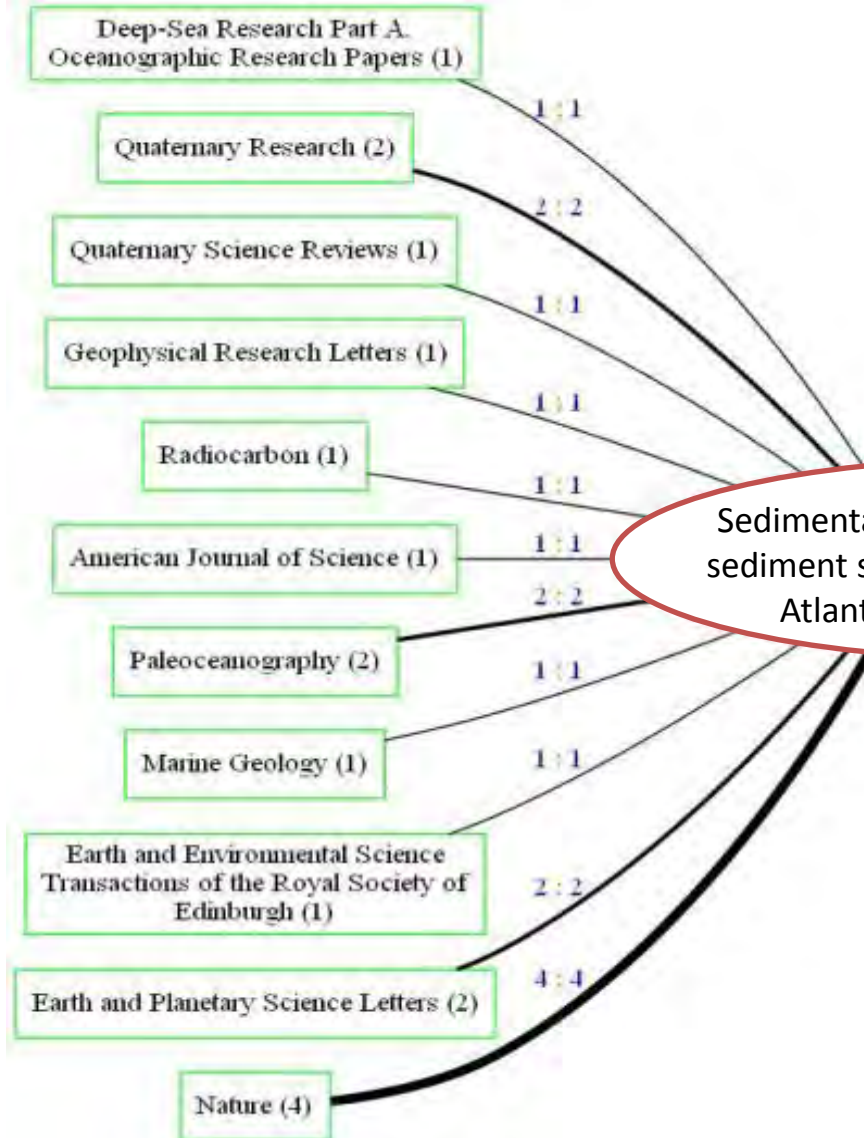 Deep-Sea Research Part A.
Oceanographic Research Papers (1)
1 : 1
Quaternary Research (2)
2 : 2
Quaternary Science Reviews (1)
1 : 1
Geophysical Research Letters (1)
1 : 1
Radiocarbon (1)
1 : 1
American Journal of Science (1)
1 : 1
Paleoceanography (2)
2 : 2
Marine Geology (1)
1 : 1
Earth and Environmental Science
Transactions of the Royal Society of
Edinburgh (1)
1 : 1
Earth and Planetary Science Letters (2)
2 : 2
Nature (4)
4 : 4
Sedimenta
sediment s
Atlant